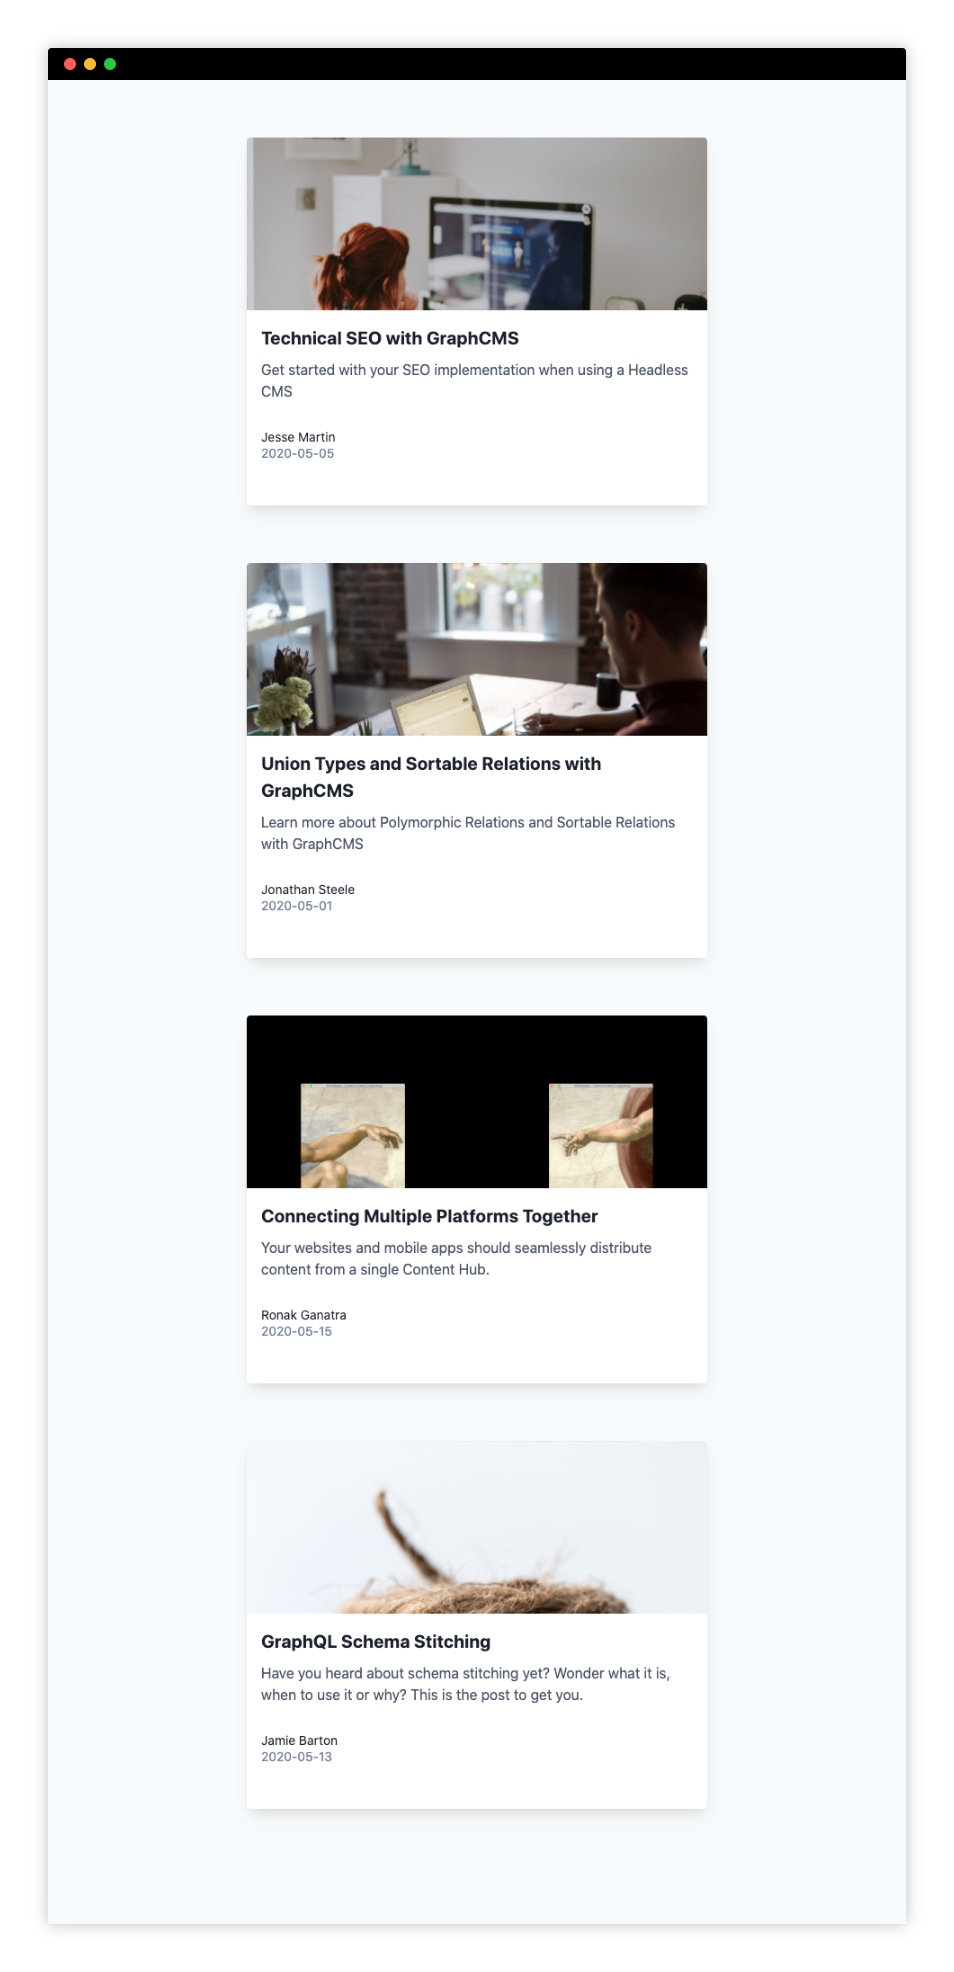 Technical SEO with GraphCMS
Get started with your SEO implementation when using a Headless
CMS
Jesse Martin
2020-05-05
Union Types and Sortable Relations with
GraphCMS
Learn more about Polymorphic Relations and Sortable Relations
with GraphCMS
Jonathan Steele
2020-05-01
Connecting Multiple Platforms Together
Your websites and mobile apps should seamlessly distribute
content from a single Content Hub.
Ronak Ganatra
2020-05-15
GraphQL Schema Stitching
Have you heard about schema stitching yet? Wonder what it is,
when to use it or why? This is the post to get you.
Jamie Barton
2020-05-13